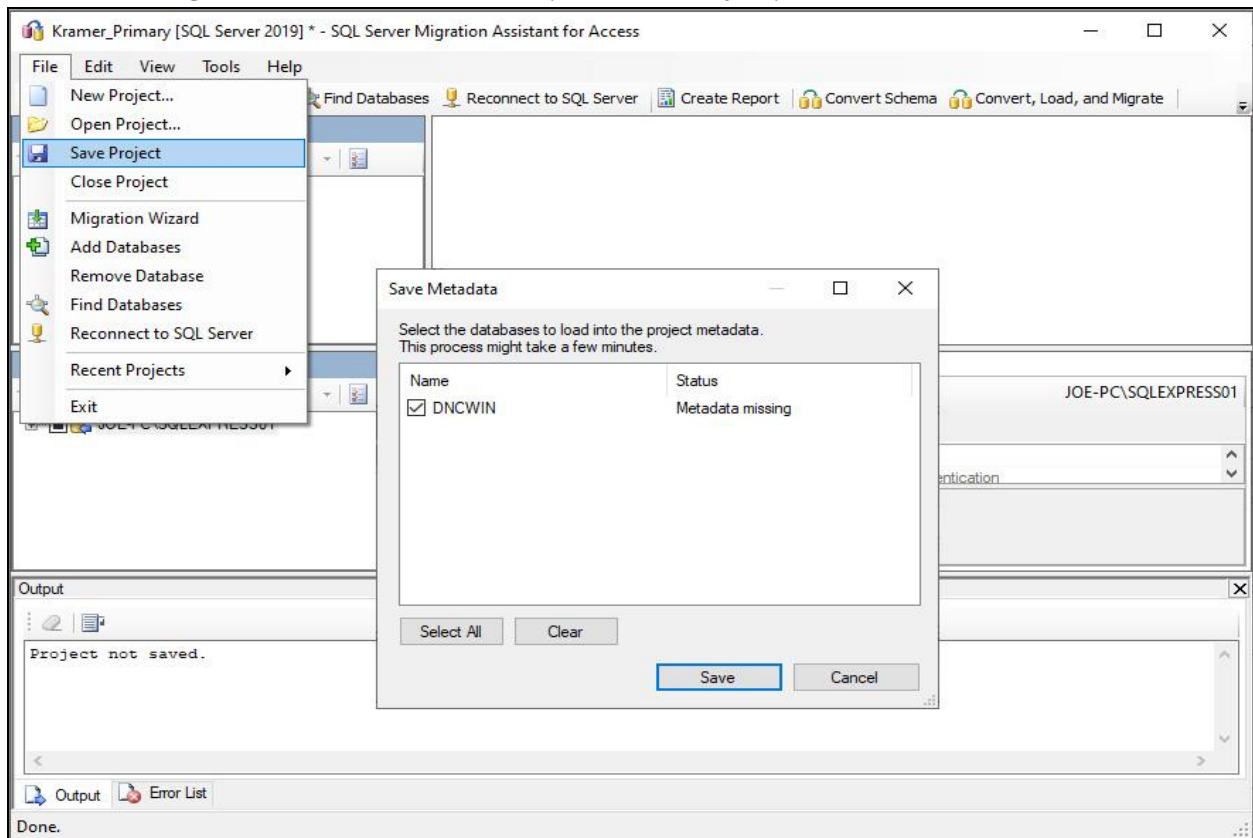 Kramer_Primary [SQL Server 2019] * - SQL Server Migration Assistant for Access
File Edit View Tools Help
Find Databases Reconnect to SQL Server Create Report Convert Schema Convert, Load, and Migrate
New Project...
Open Project...
Save Project
Close Project
Migration Wizard
Add Databases
Remove Database
Find Databases
Reconnect to SQL Server
Recent Projects
Exit
Save Metadata
Select the databases to load into the project metadata.
This process might take a few minutes.
Name Status
DNCWIN Metadata missing
Select All Clear
Save Cancel
JOE-PC\SQLEXPRESS01
JOE-PC\SQLEXPRESS01
entication
Output
Project not saved.
Output Error List
Done.